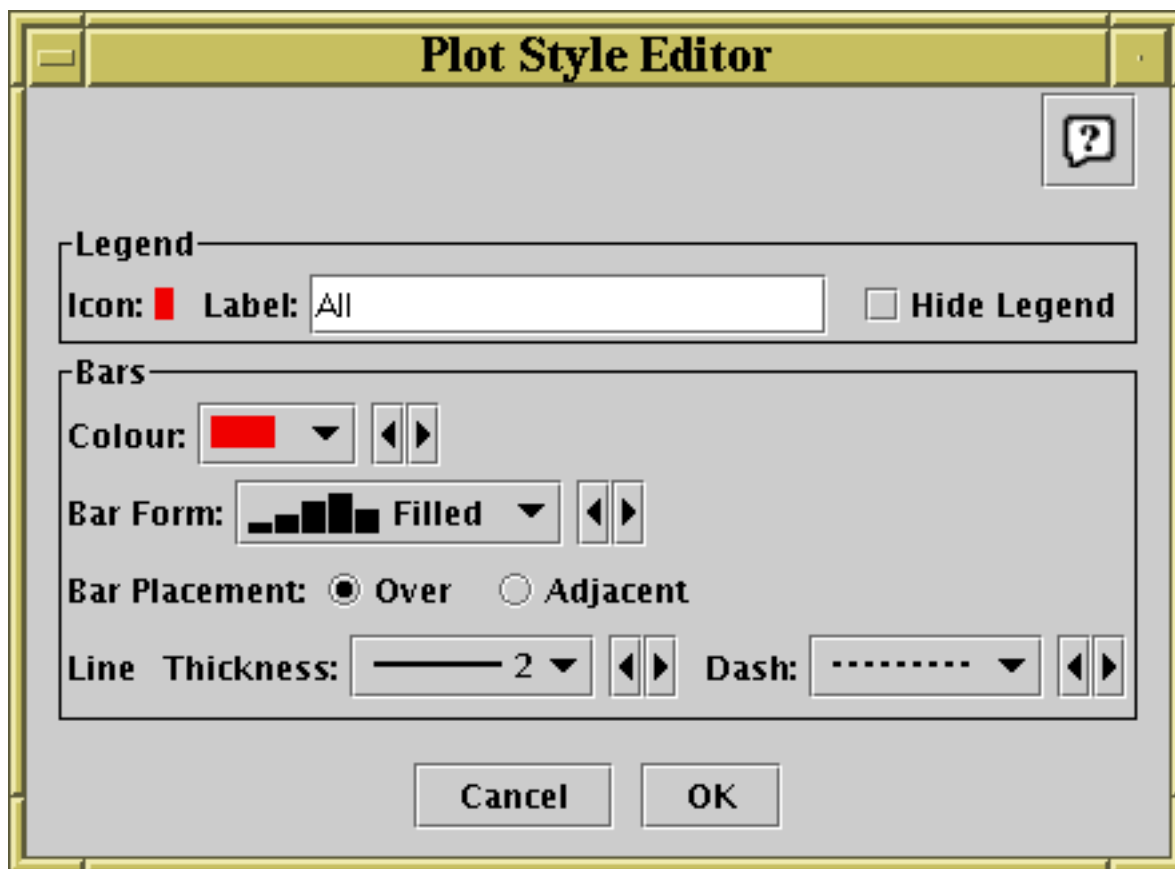 Plot Style Editor
?
Legend
Icon: Label: All Hide Legend
Bars
Colour:
Bar Form: Filled
Bar Placement: Over Adjacent
Line Thickness: 2 Dash:
Cancel OK